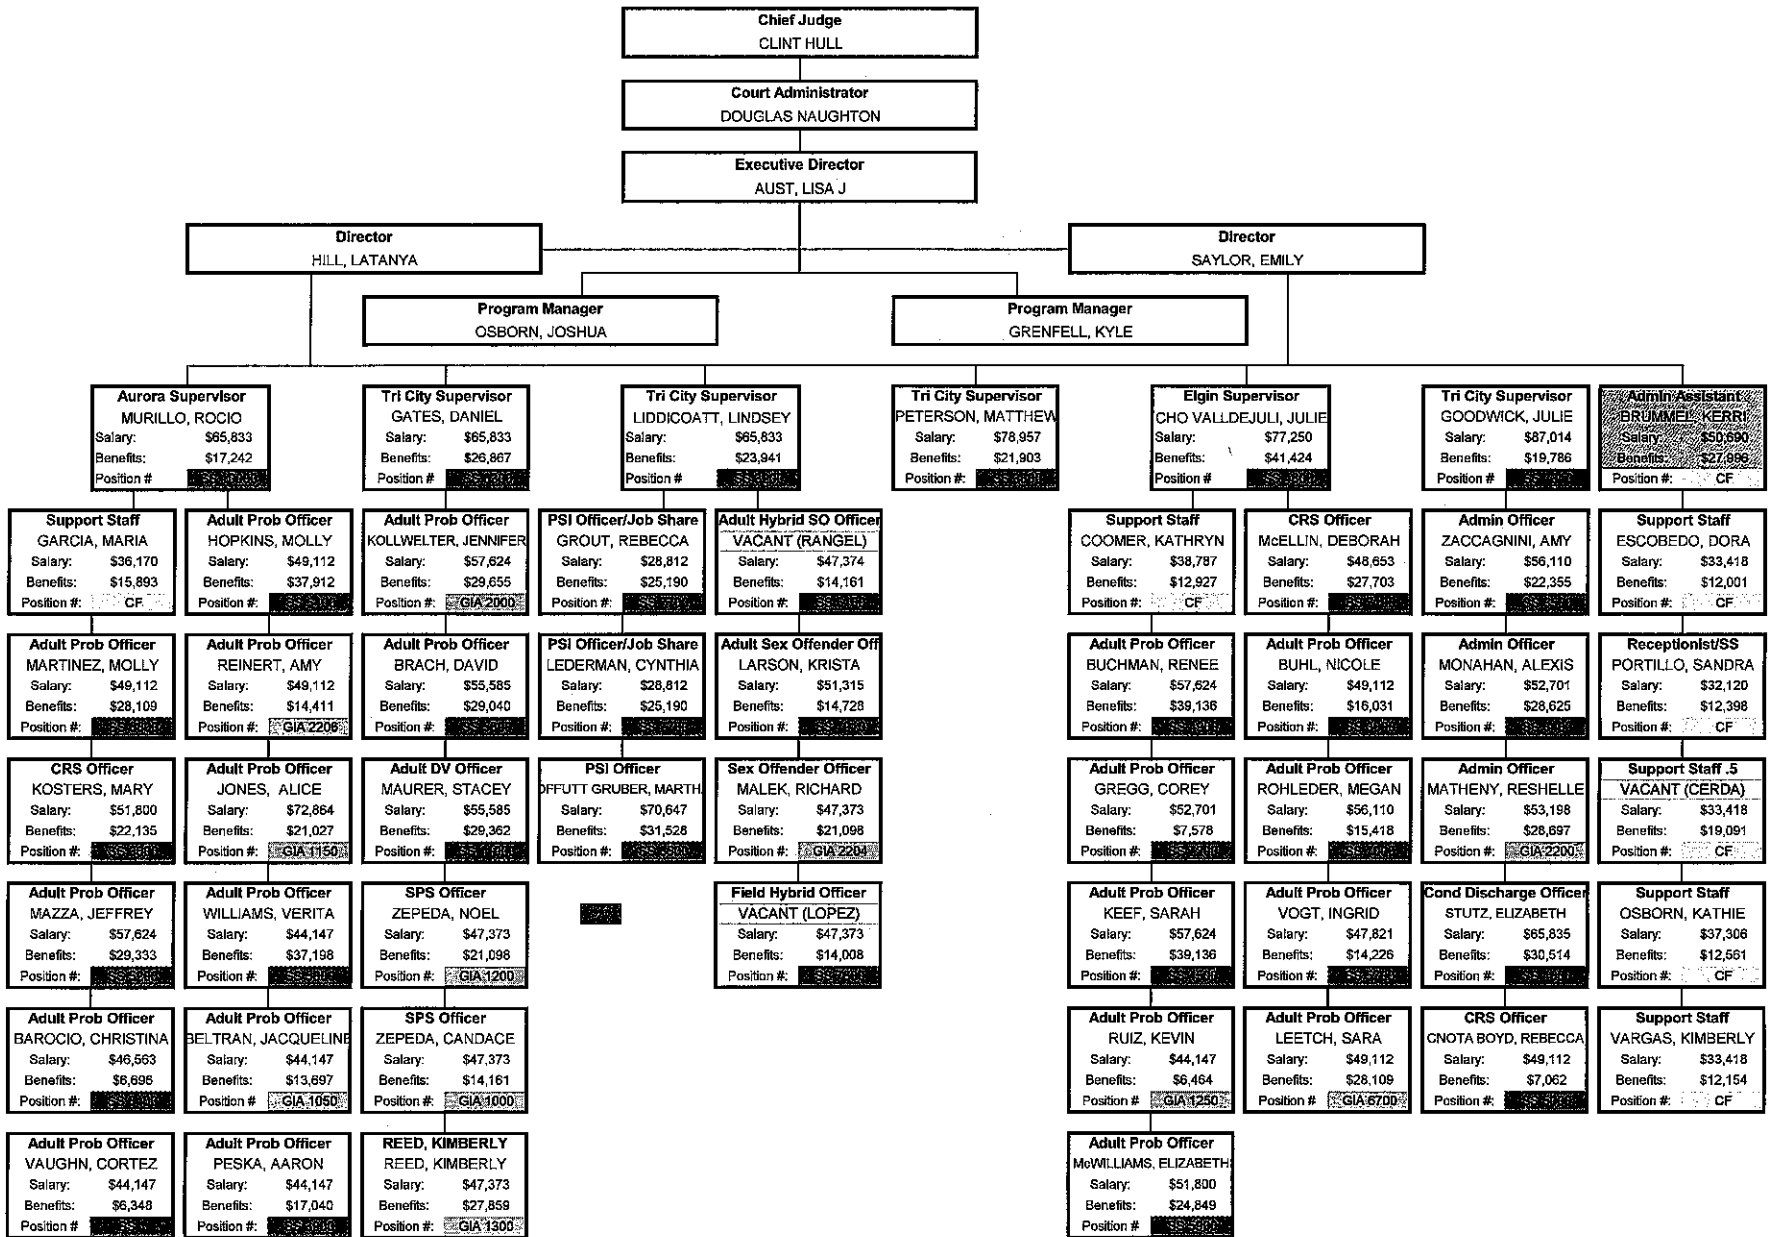 Chief Judge
CLINT HULL
Court Administrator
DOUGLAS NAUGHTON
Executive Director
AUST, LISA J
Director
HILL, LATANYA
Director
SAYLOR, EMILY
Program Manager
OSBORN, JOSHUA
Program Manager
GRENFELL, KYLE
Aurora Supervisor
MURILLO, ROCIO
Salary: $65,833
Benefits: $17,242
Position #
Tri City Supervisor
GATES, DANIEL
Salary: $65,833
Benefits: $26,867
Position #:
Tri City Supervisor
LIDDICOATT, LINDSEY
Salary: $65,833
Benefits: $23,941
Position #
Tri City Supervisor
PETERSON, MATTHEW
Salary: $78,957
Benefits: $21,903
Position #:
Elgin Supervisor
CHO VALLDEJULI, JULIE
Salary: $77,250
Benefits: $41,424
Position #
Tri City Supervisor
GOODWICK, JULIE
Salary: $87,014
Benefits: $19,786
Position #:
Admin Assistant
BRUMMEL, KERRI
Salary: $50,690
Benefits: $27,996
Position #: CF
Support Staff
GARCIA, MARIA
Salary: $36,170
Benefits: $15,893
Position #: CF
Adult Prob Officer
HOPKINS, MOLLY
Salary: $49,112
Benefits: $37,912
Position #:
Adult Prob Officer
KOLLWELTER, JENNIFER
Salary: $57,624
Benefits: $29,655
Position #: GIA 2000
PSI Officer/Job Share
GROUT, REBECCA
Salary: $28,812
Benefits: $25,190
Position #:
Adult Hybrid SO Officer
VACANT (RANGEL)
Salary: $47,374
Benefits: $14,161
Position #:
Support Staff
COOMER, KATHRYN
Salary: $38,787
Benefits: $12,927
Position #: CF
CRS Officer
McELLIN, DEBORAH
Salary: $48,653
Benefits: $27,703
Position #:
Admin Officer
ZACCAGNINI, AMY
Salary: $56,110
Benefits: $22,355
Position #:
Support Staff
ESCOBEDO, DORA
Salary: $33,418
Benefits: $12,001
Position #: CF
Adult Prob Officer
MARTINEZ, MOLLY
Salary: $49,112
Benefits: $28,109
Position #:
Adult Prob Officer
REINERT, AMY
Salary: $49,112
Benefits: $14,411
Position #: GIA 2206
Adult Prob Officer
BRACH, DAVID
Salary: $55,585
Benefits: $29,040
Position #:
PSI Officer/Job Share
LEDERMAN, CYNTHIA
Salary: $28,812
Benefits: $25,190
Position #:
Adult Sex Offender Off
LARSON, KRISTA
Salary: $51,315
Benefits: $14,728
Position #:
Adult Prob Officer
BUCHMAN, RENEE
Salary: $57,624
Benefits: $39,136
Position #:
Adult Prob Officer
BUHL, NICOLE
Salary: $49,112
Benefits: $16,031
Position #:
Admin Officer
MONAHAN, ALEXIS
Salary: $52,701
Benefits: $28,625
Position #:
Receptionist/SS
PORTILLO, SANDRA
Salary: $32,120
Benefits: $12,398
Position #: CF
CRS Officer
KOSTERS, MARY
Salary: $51,800
Benefits: $22,135
Position #:
Adult Prob Officer
JONES, ALICE
Salary: $72,864
Benefits: $21,027
Position #: GIA 1150
Adult DV Officer
MAURER, STACEY
Salary: $55,585
Benefits: $29,362
Position #:
PSI Officer
OFFUTT GRUBER, MARTH
Salary: $70,647
Benefits: $31,528
Position #:
Sex Offender Officer
MALEK, RICHARD
Salary: $47,373
Benefits: $21,098
Position #: GIA 2204
Adult Prob Officer
GREGG, COREY
Salary: $52,701
Benefits: $7,578
Position #:
Adult Prob Officer
ROHLEDER, MEGAN
Salary: $56,110
Benefits: $15,418
Position #:
Admin Officer
MATHENY, RESHELLE
Salary: $53,198
Benefits: $28,697
Position #: GIA 2200
Support Staff .5
VACANT (CERDA)
Salary: $33,418
Benefits: $19,091
Position #: CF
Adult Prob Officer
MAZZA, JEFFREY
Salary: $57,624
Benefits: $29,333
Position #:
Adult Prob Officer
WILLIAMS, VERITA
Salary: $44,147
Benefits: $37,198
Position #:
SPS Officer
ZEPEDA, NOEL
Salary: $47,373
Benefits: $21,098
Position #: GIA 1200
Field Hybrid Officer
VACANT (LOPEZ)
Salary: $47,373
Benefits: $14,008
Position #:
Adult Prob Officer
KEEF, SARAH
Salary: $57,624
Benefits: $39,136
Position #:
Adult Prob Officer
VOGT, INGRID
Salary: $47,821
Benefits: $14,226
Position #:
Cond Discharge Officer
STUTZ, ELIZABETH
Salary: $65,835
Benefits: $30,514
Position #:
Support Staff
OSBORN, KATHIE
Salary: $37,306
Benefits: $12,561
Position #: CF
Adult Prob Officer
BAROCIO, CHRISTINA
Salary: $46,563
Benefits: $6,696
Position #:
Adult Prob Officer
BELTRAN, JACQUELINE
Salary: $44,147
Benefits: $13,697
Position # GIA 1050
SPS Officer
ZEPEDA, CANDACE
Salary: $47,373
Benefits: $14,161
Position #: GIA 1000
Adult Prob Officer
RUIZ, KEVIN
Salary: $44,147
Benefits: $6,464
Position # GIA 1250
Adult Prob Officer
LEETCH, SARA
Salary: $49,112
Benefits: $28,109
Position # GIA 6700
CRS Officer
CNOTA BOYD, REBECCA
Salary: $49,112
Benefits: $7,062
Position #:
Support Staff
VARGAS, KIMBERLY
Salary: $33,418
Benefits: $12,154
Position #: CF
Adult Prob Officer
VAUGHN, CORTEZ
Salary: $44,147
Benefits: $6,348
Position #
Adult Prob Officer
PESKA, AARON
Salary: $44,147
Benefits: $17,040
Position #:
REED, KIMBERLY
REED, KIMBERLY
Salary: $47,373
Benefits: $27,859
Position #: GIA 1300
Adult Prob Officer
McWILLIAMS, ELIZABETH
Salary: $51,800
Benefits: $24,849
Position #